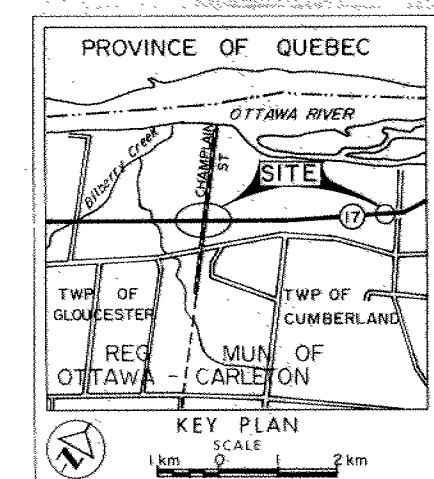 PROVINCE OF QUEBEC
OTTAWA RIVER
Bilberry Creek
CHAMPLAIN ST
SITE
17
TWP OF
GLOUCESTER
TWP OF
CUMBERLAND
REG MUN OF
OTTAWA - CARLETON
KEY PLAN
SCALE
1 km 0 1 2 km
N